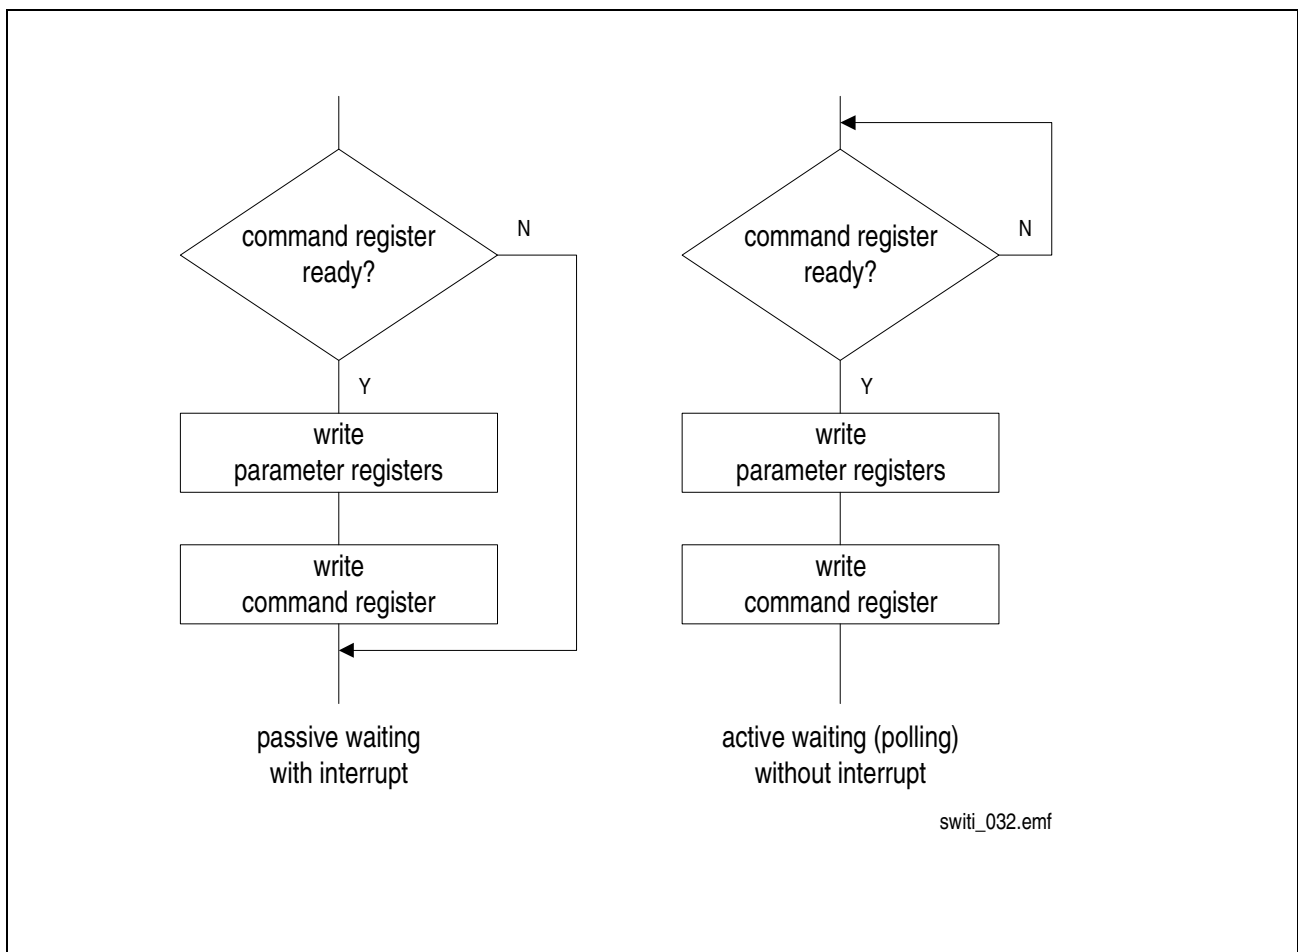 command register
ready?
N
Y
write
parameter registers
write
command register
passive waiting
with interrupt
command register
ready?
N
Y
write
parameter registers
write
command register
active waiting (polling)
without interrupt
switi_032.emf